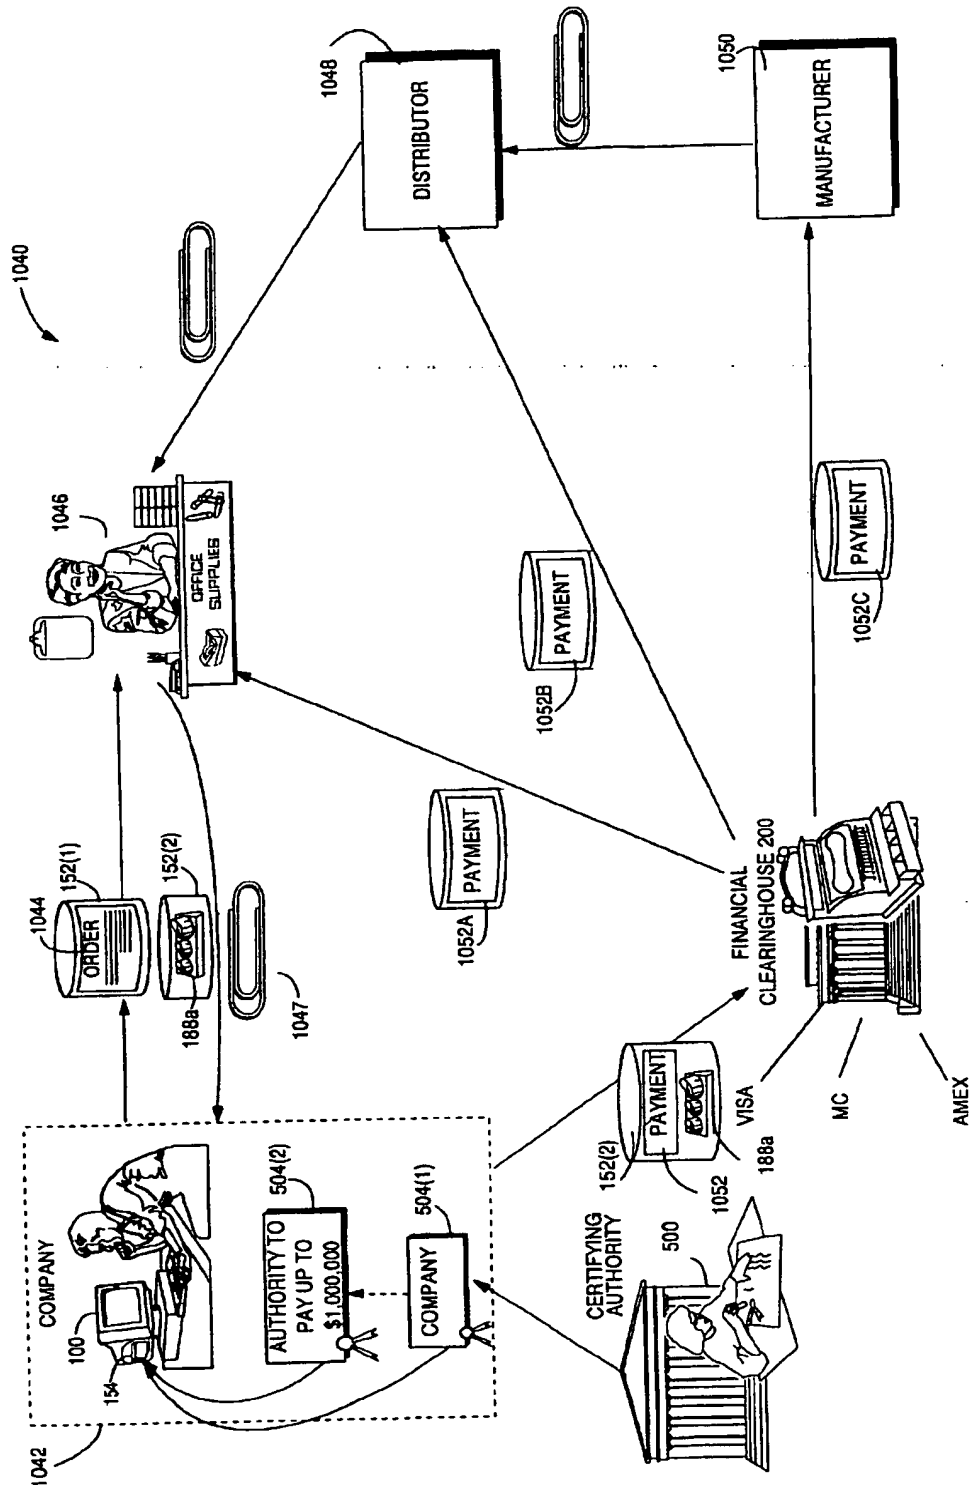 1040
COMPANY
100
154
1042
AUTHORITY TO
PAY UP TO
$1,000,000
504(2)
COMPANY
504(1)
CERTIFYING
AUTHORITY
500
1044
ORDER
152(1)
152(2)
188a
1047
1046
OFFICE
SUPPLIES
1048
DISTRIBUTOR
1050
MANUFACTURER
PAYMENT
1052A
PAYMENT
1052B
PAYMENT
1052C
FINANCIAL
CLEARINGHOUSE 200
152(2)
PAYMENT
1052
188a
VISA
MC
AMEX